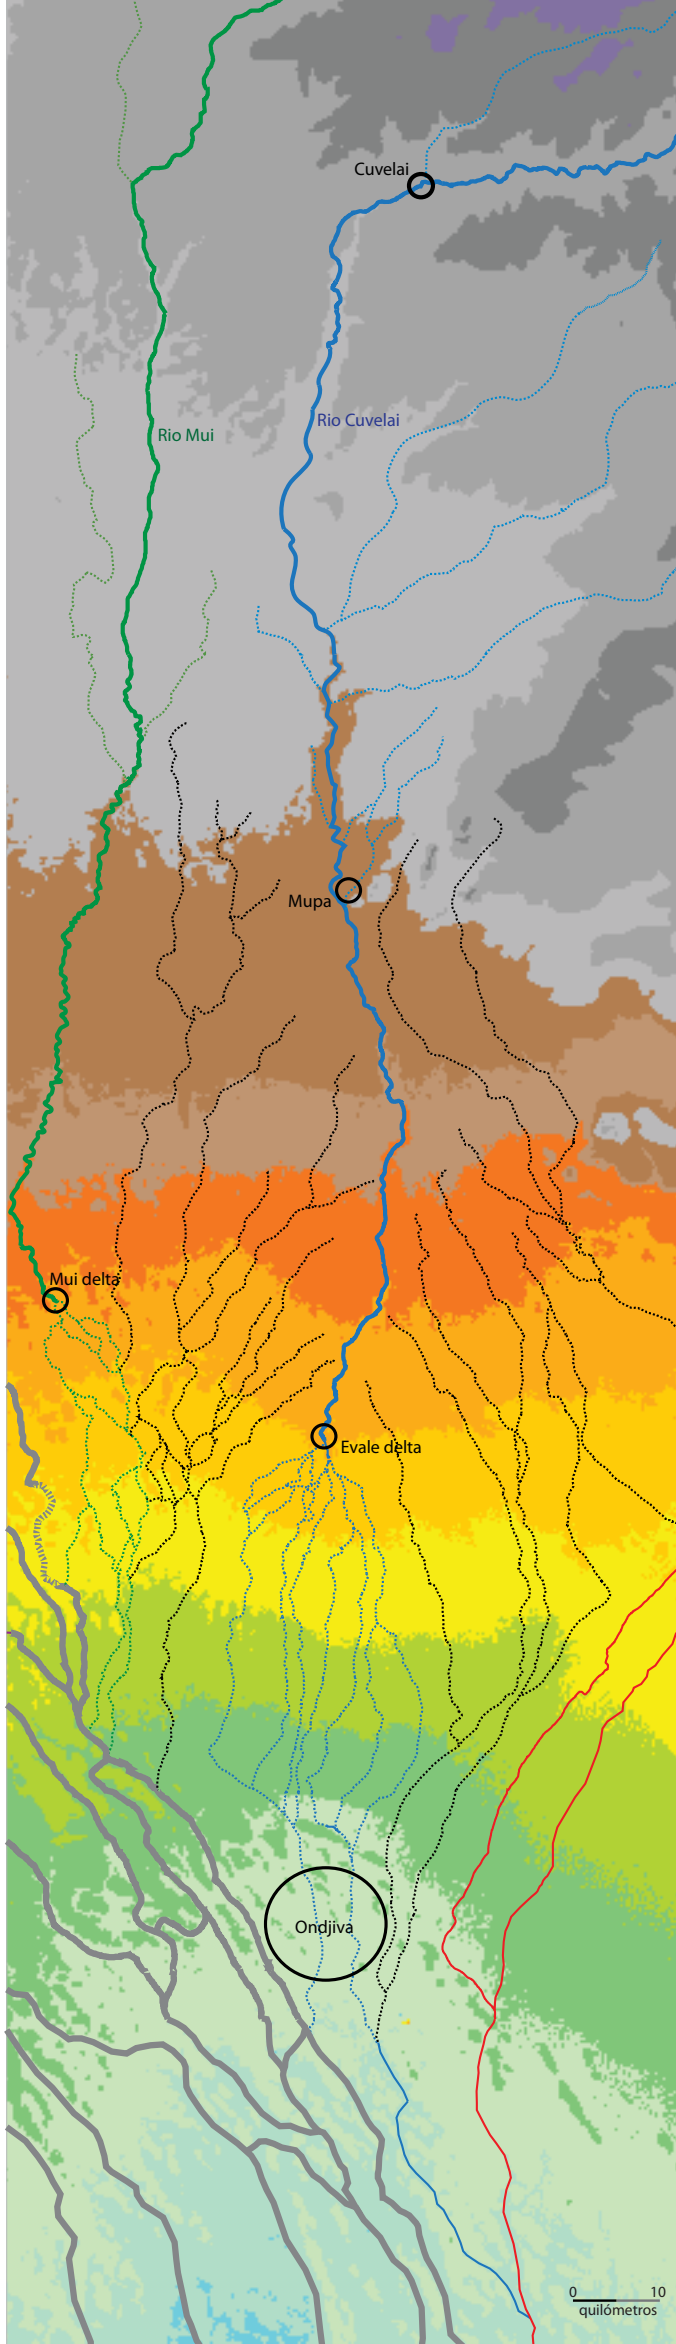 Cuvelai
Rio Cuvelai
Rio Mui
Mupa
Mui delta
Evale delta
Ondjiva
0 10
quilómetros